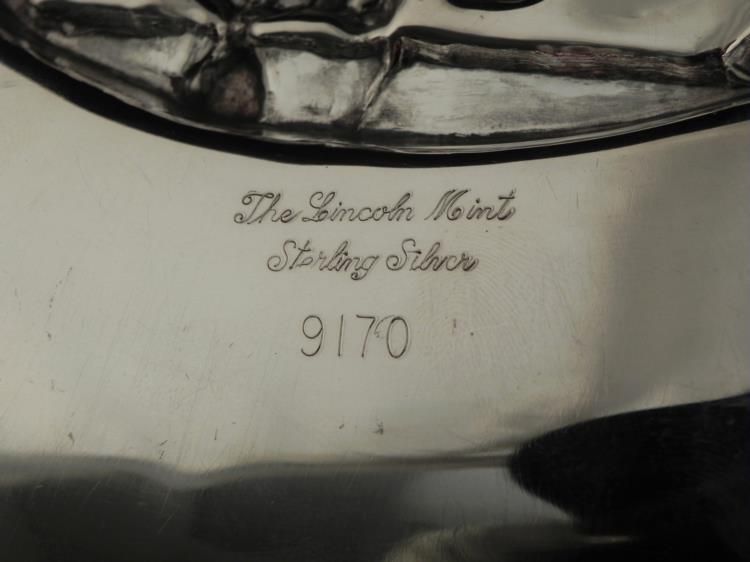 The Lincoln Mint
Sterling Silver
9170